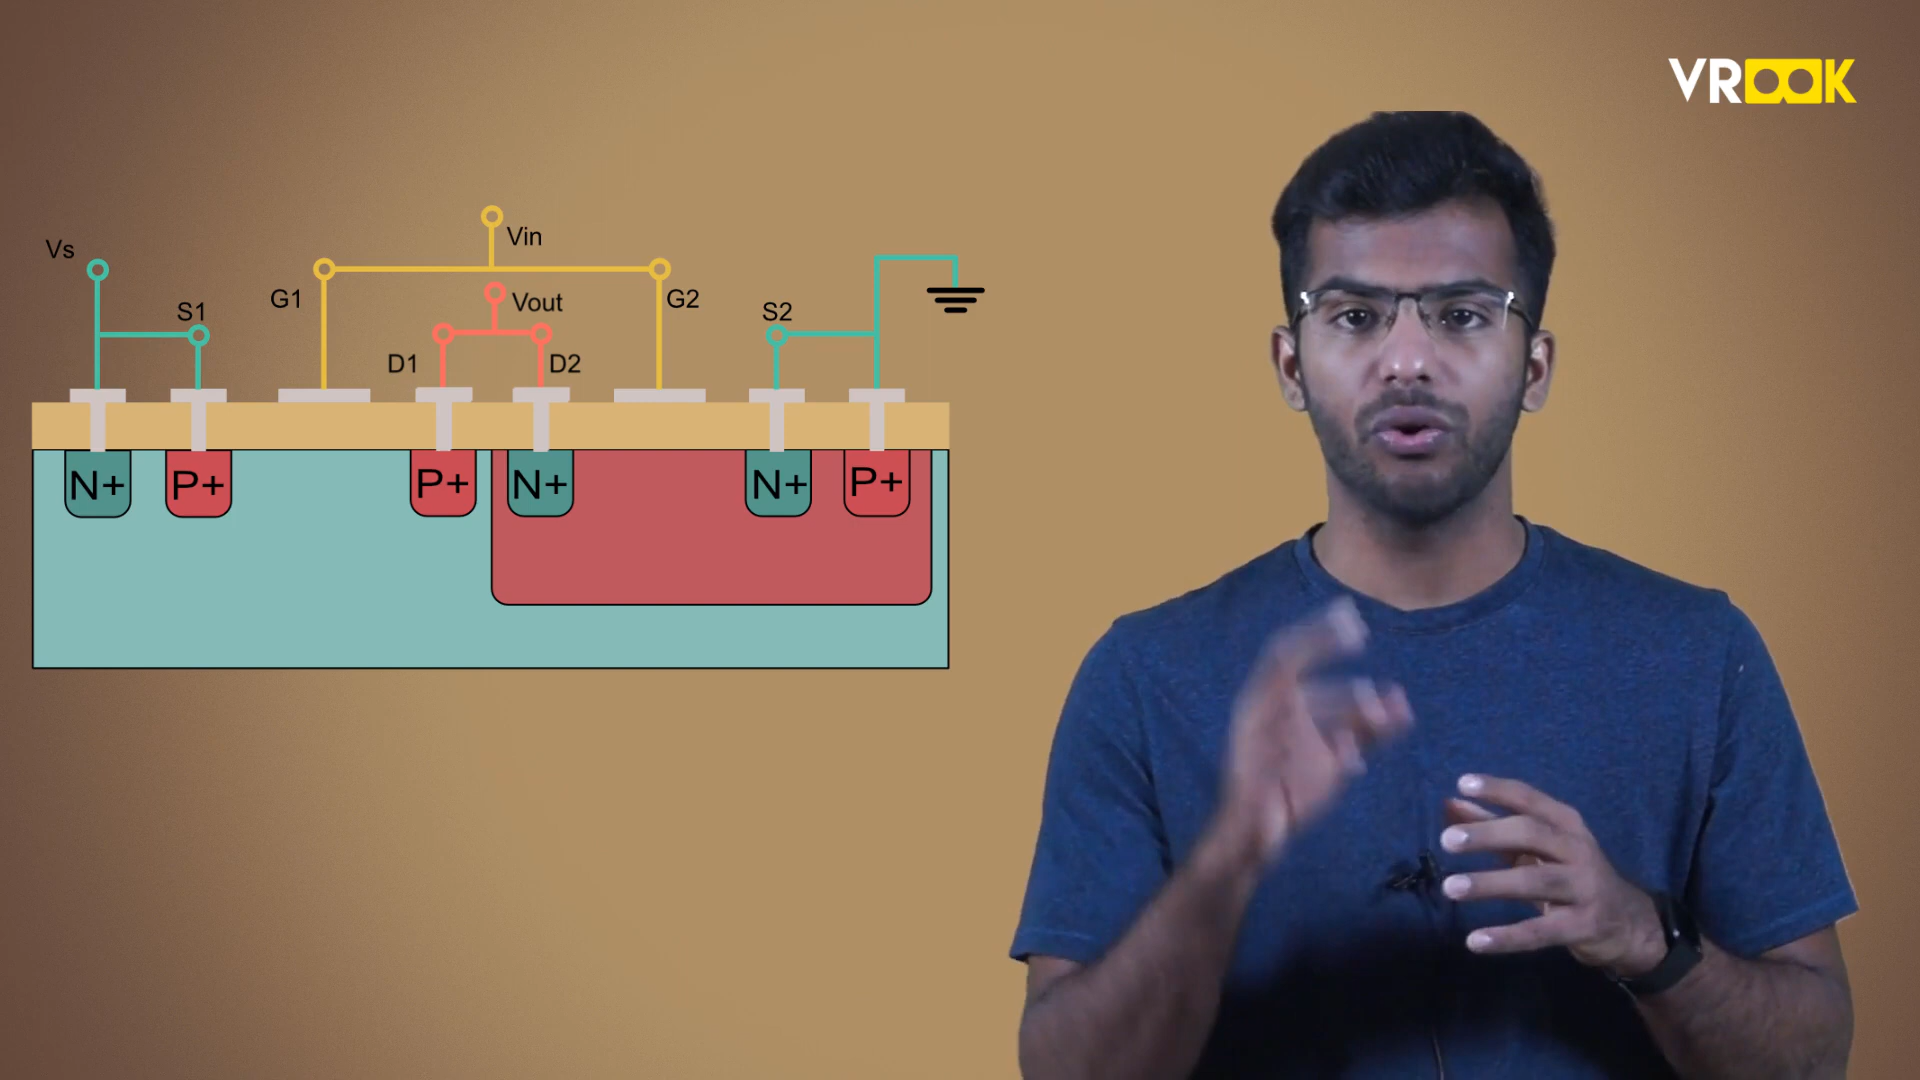 VROOK
Vs
Vin
G1
G2
Vout
S1
S2
D1
D2
N+
P+
P+
N+
N+
P+